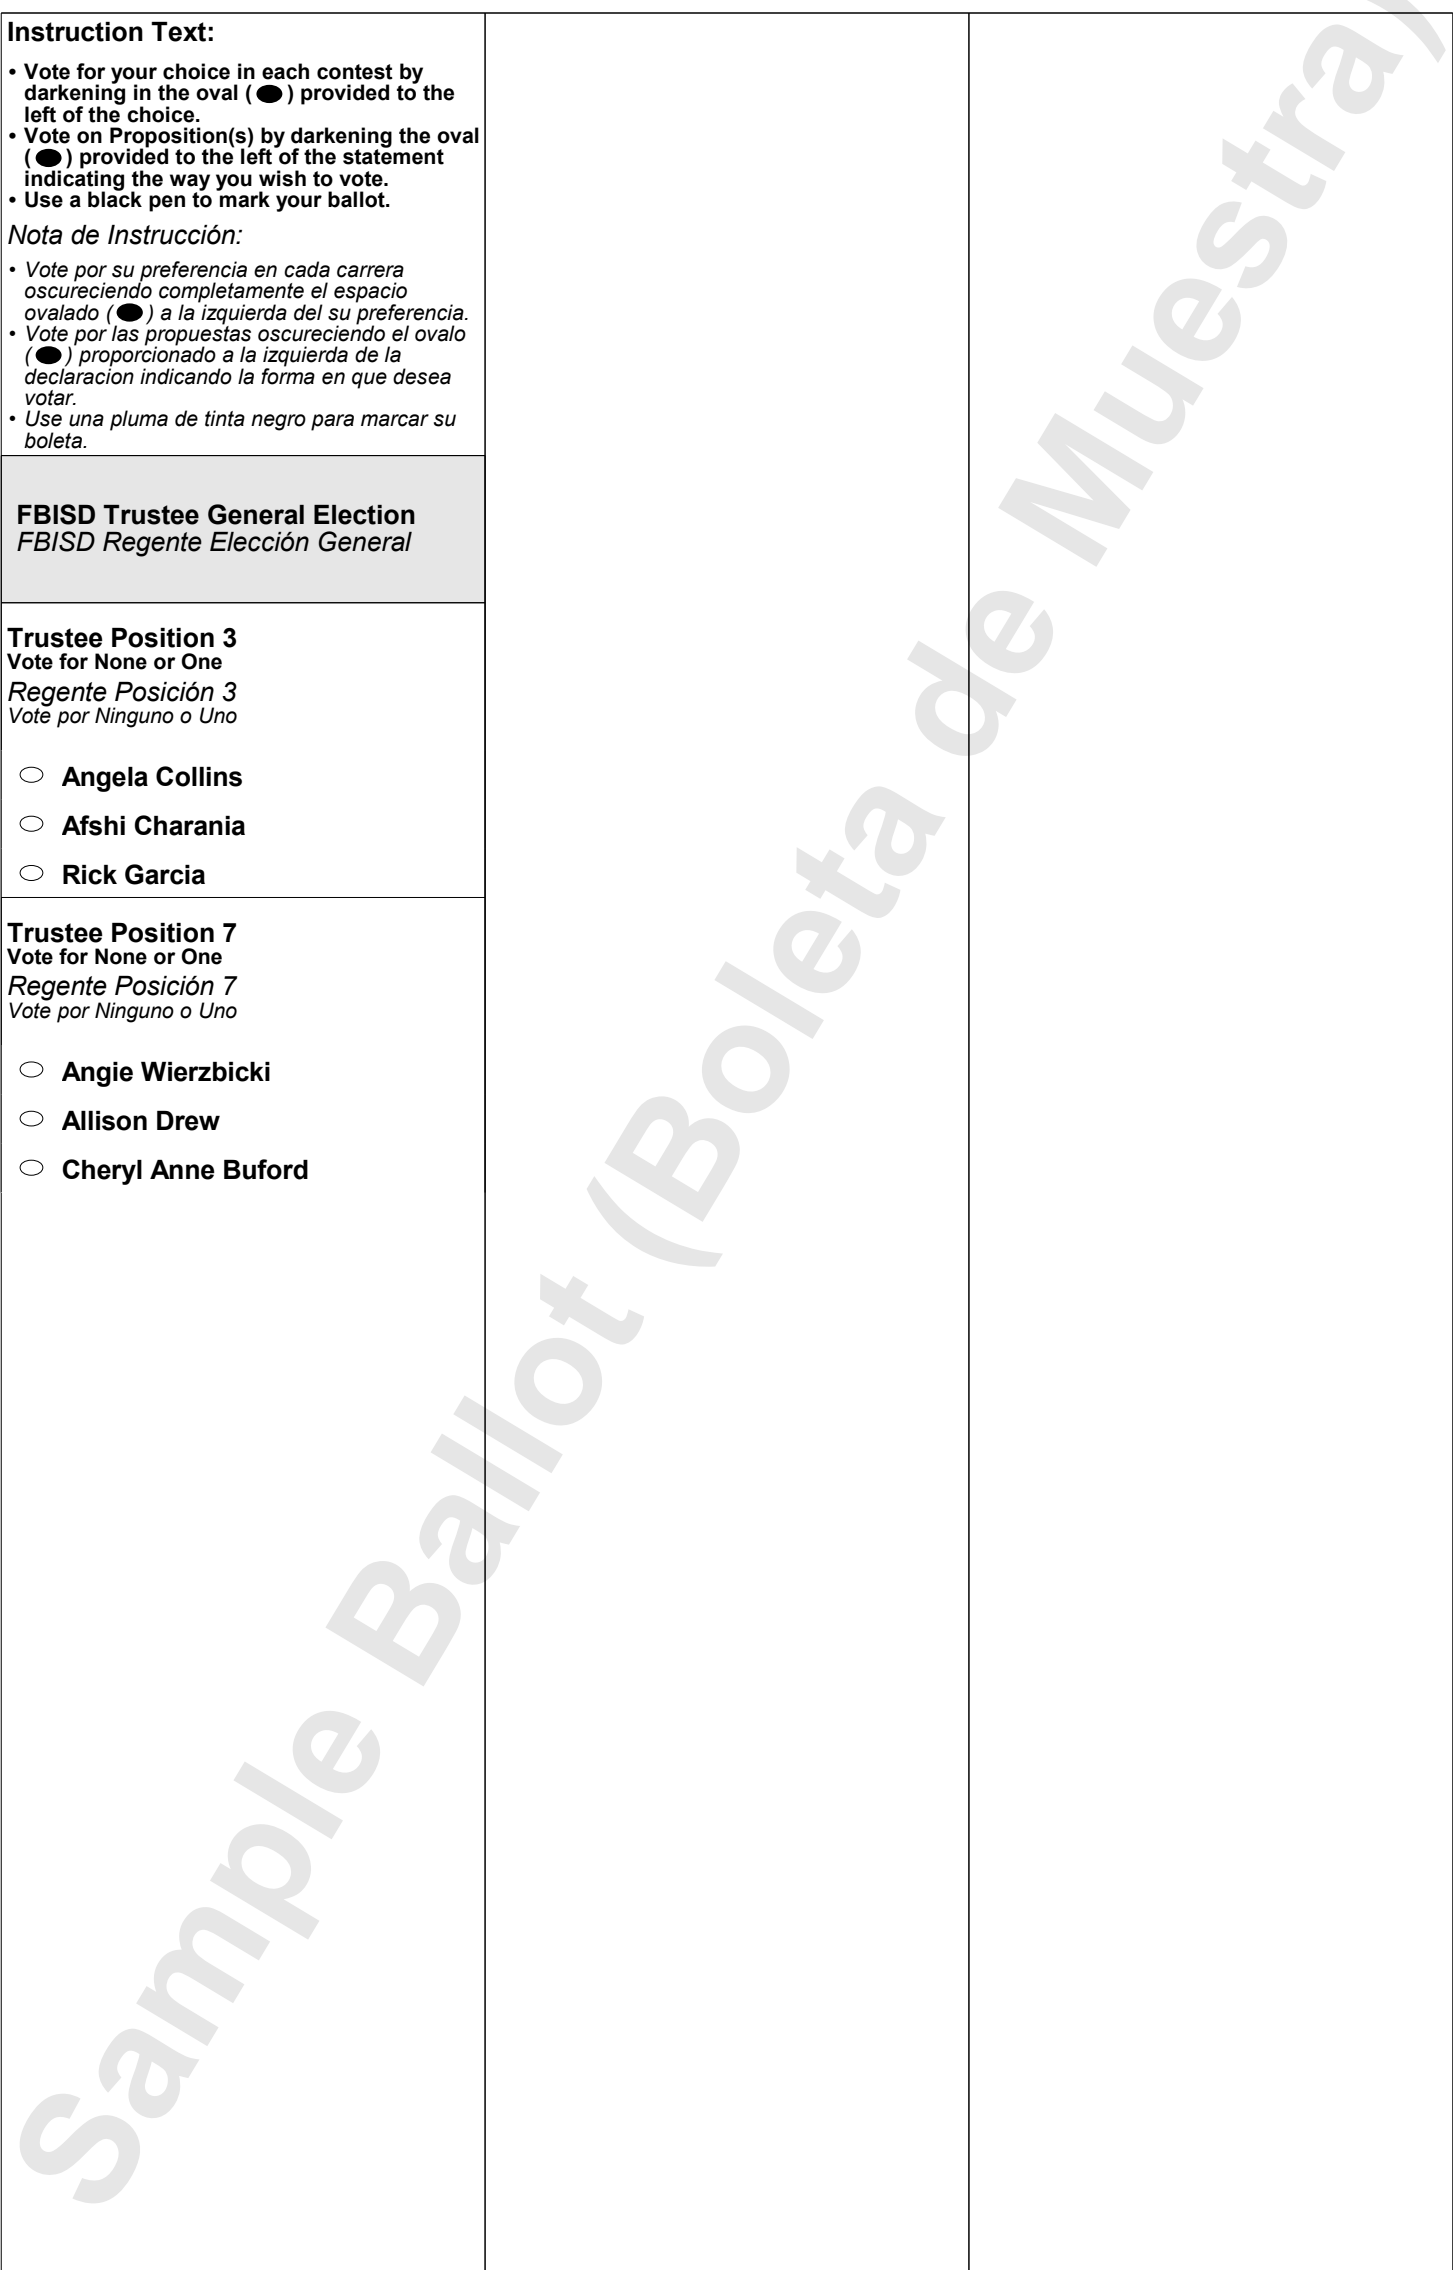 Instruction Text:
• Vote for your choice in each contest by
darkening in the oval ( ) provided to the
left of the choice.
• Vote on Proposition(s) by darkening the oval
( ) provided to the left of the statement
indicating the way you wish to vote.
• Use a black pen to mark your ballot.
Nota de Instrucción:
• Vote por su preferencia en cada carrera
oscureciendo completamente el espacio
ovalado ( ) a la izquierda del su preferencia.
• Vote por las propuestas oscureciendo el ovalo
( ) proporcionado a la izquierda de la
declaracion indicando la forma en que desea
votar.
• Use una pluma de tinta negro para marcar su
boleta.
FBISD Trustee General Election
FBISD Regente Elección General
Trustee Position 3
Vote for None or One
Regente Posición 3
Vote por Ninguno o Uno
Angela Collins
Afshi Charania
Rick Garcia
Trustee Position 7
Vote for None or One
Regente Posición 7
Vote por Ninguno o Uno
Angie Wierzbicki
Allison Drew
Cheryl Anne Buford
Sample Ballot (Boleta de Muestra)